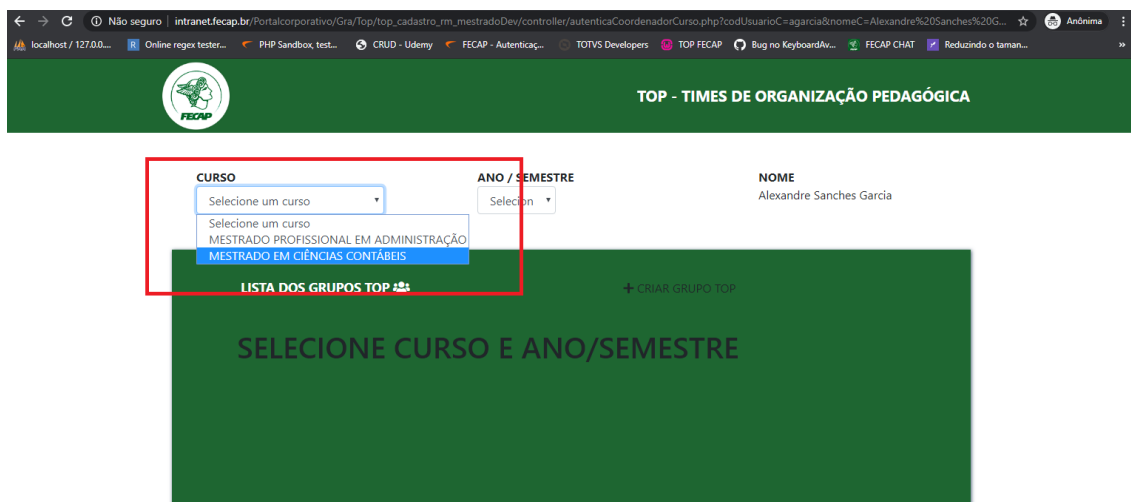 Não seguro | intranet.fecap.br/Portalcorporativo/Gra/Top/top_cadastro_rm_mestradoDev/controller/autenticaCoordenadorCurso.php?codUsuarioC=agarcia&nomeC=Alexandre%20Sanches%20G... Anônima
localhost / 127.0.0.... R Online regex tester... PHP Sandbox, test... CRUD - Udemy FECAP - Autenticaç... TOTVS Developers TOP FECAP Bug no KeyboardAv... FECAP CHAT Reduzindo o taman... »
FECAP
TOP - TIMES DE ORGANIZAÇÃO PEDAGÓGICA
CURSO ANO / SEMESTRE NOME
Selecione um curso Selecion Alexandre Sanches Garcia
Selecione um curso
MESTRADO PROFISSIONAL EM ADMINISTRAÇÃO
MESTRADO EM CIÊNCIAS CONTÁBEIS
LISTA DOS GRUPOS TOP + CRIAR GRUPO TOP
SELECIONE CURSO E ANO/SEMESTRE